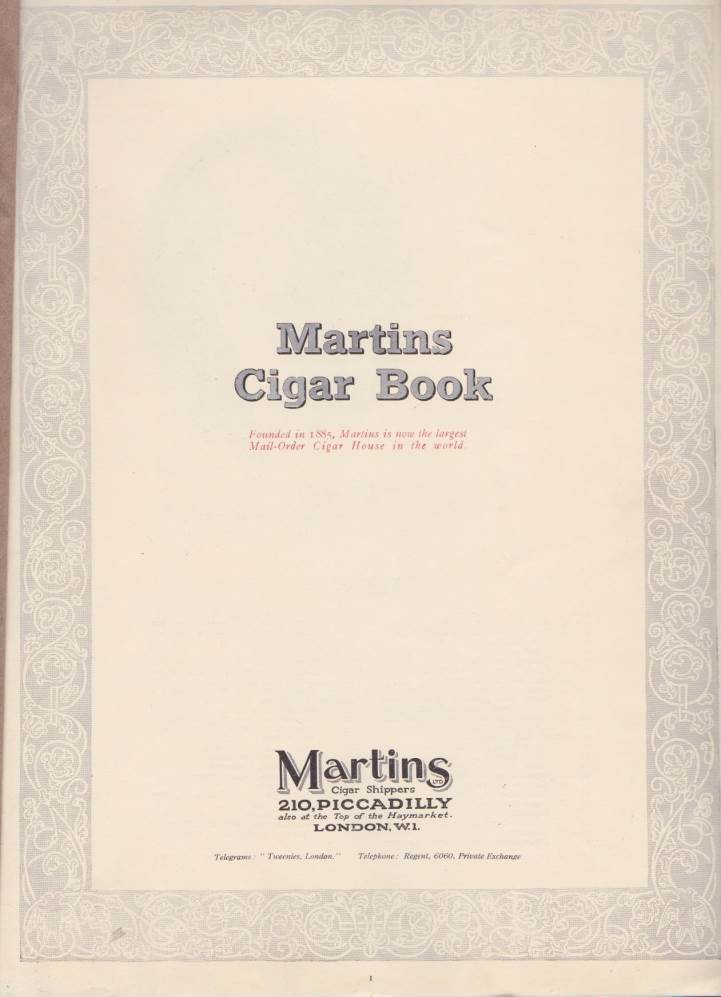 Martins
Cigar Book
Founded in 1885, Martins is now the largest
Mail-Order Cigar House in the world.
Martins LTD
Cigar Shippers
210, PICCADILLY
also at the Top of the Haymarket.
LONDON, W.1.
Telegrams: "Tweenies, London." Telephone: Regent, 6060, Private Exchange
1